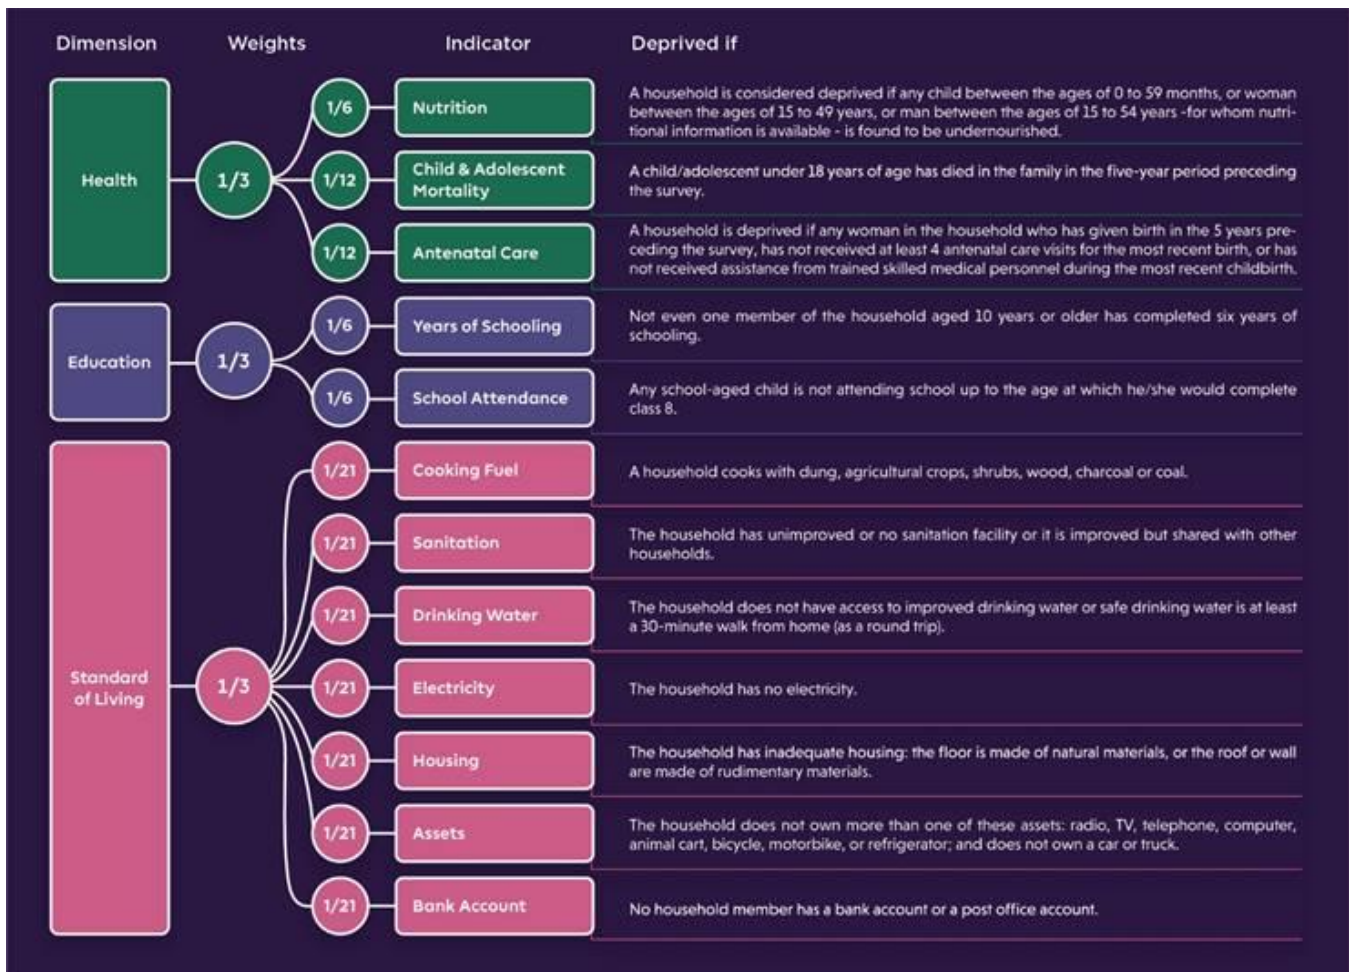 Dimension Weights Indicator Deprived if
Health
1/3
1/6
Nutrition
A household is considered deprived if any child between the ages of 0 to 59 months, or woman
between the ages of 15 to 49 years, or man between the ages of 15 to 54 years -for whom nutri-
tional information is available - is found to be undernourished.
1/12
Child & Adolescent
Mortality
A child/adolescent under 18 years of age has died in the family in the five-year period preceding
the survey.
1/12
Antenatal Care
A household is deprived if any woman in the household who has given birth in the 5 years pre-
ceding the survey, has not received at least 4 antenatal care visits for the most recent birth, or has
not received assistance from trained skilled medical personnel during the most recent childbirth.
Education
1/3
1/6
Years of Schooling
Not even one member of the household aged 10 years or older has completed six years of
schooling.
1/6
School Attendance
Any school-aged child is not attending school up to the age at which he/she would complete
class 8.
Standard
of Living
1/3
1/21
Cooking Fuel
A household cooks with dung, agricultural crops, shrubs, wood, charcoal or coal.
1/21
Sanitation
The household has unimproved or no sanitation facility or it is improved but shared with other
households.
1/21
Drinking Water
The household does not have access to improved drinking water or safe drinking water is at least
a 30-minute walk from home (as a round trip).
1/21
Electricity
The household has no electricity.
1/21
Housing
The household has inadequate housing: the floor is made of natural materials, or the roof or wall
are made of rudimentary materials.
1/21
Assets
The household does not own more than one of these assets: radio, TV, telephone, computer,
animal cart, bicycle, motorbike, or refrigerator; and does not own a car or truck.
1/21
Bank Account
No household member has a bank account or a post office account.